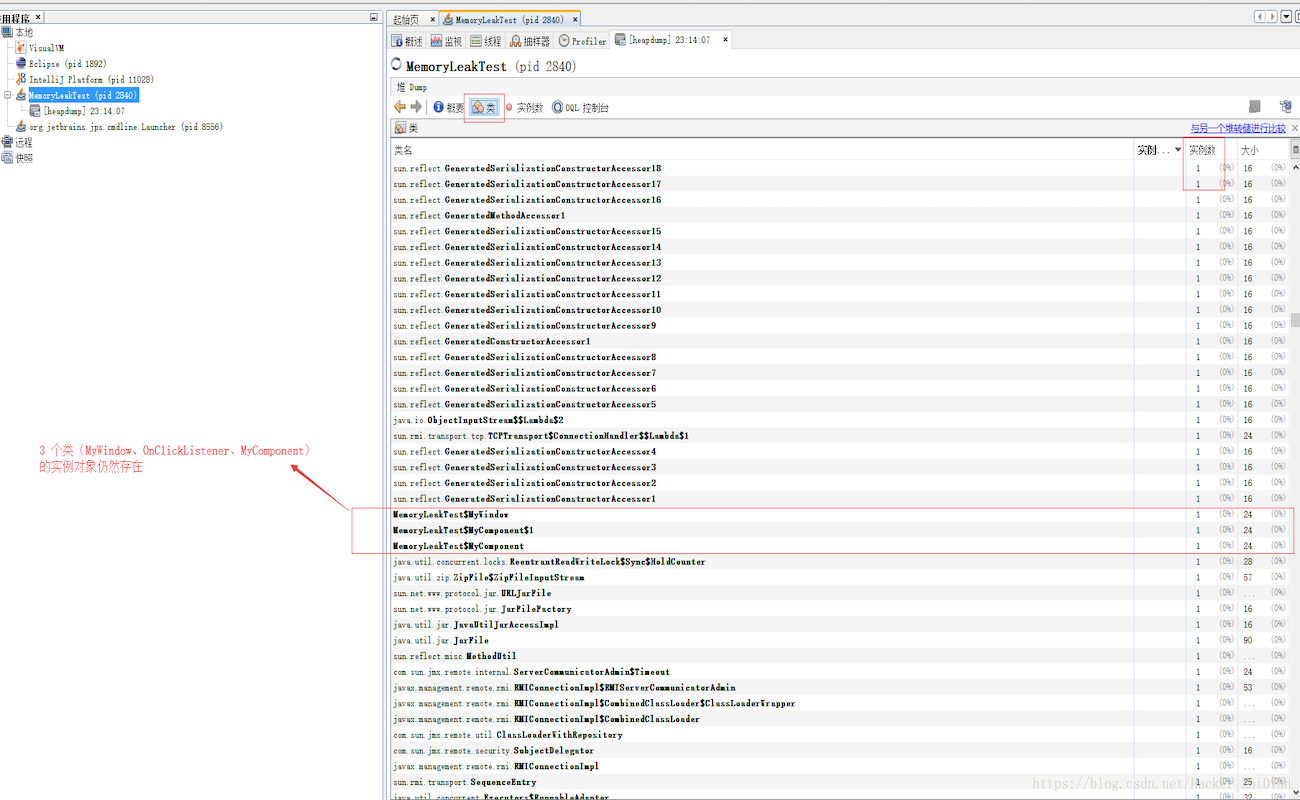 应用程序 ×
本地
VisualVM
Eclipse (pid 1892)
IntelliJ Platform (pid 11028)
MemoryLeakTest (pid 2840)
[heapdump] 23:14:07
org.jetbrains.jps.cmdline.Launcher (pid 8556)
远程
快照
3 个类（MyWindow、OnClickListener、MyComponent）
的实例对象仍然存在
起始页 × MemoryLeakTest (pid 2840) ×
概述 监视 线程 抽样器 Profiler [heapdump] 23:14:07 ×
MemoryLeakTest (pid 2840)
堆 Dump
概要 类 实例数 OQL 控制台
类 与另一个堆转储进行比较 ×
类名 实例... 实例数 大小
sun.reflect.GeneratedSerializationConstructorAccessor18 1 (0%) 16 (0%)
sun.reflect.GeneratedSerializationConstructorAccessor17 1 (0%) 16 (0%)
sun.reflect.GeneratedSerializationConstructorAccessor16 1 (0%) 16 (0%)
sun.reflect.GeneratedMethodAccessor1 1 (0%) 16 (0%)
sun.reflect.GeneratedSerializationConstructorAccessor15 1 (0%) 16 (0%)
sun.reflect.GeneratedSerializationConstructorAccessor14 1 (0%) 16 (0%)
sun.reflect.GeneratedSerializationConstructorAccessor13 1 (0%) 16 (0%)
sun.reflect.GeneratedSerializationConstructorAccessor12 1 (0%) 16 (0%)
sun.reflect.GeneratedSerializationConstructorAccessor11 1 (0%) 16 (0%)
sun.reflect.GeneratedSerializationConstructorAccessor10 1 (0%) 16 (0%)
sun.reflect.GeneratedSerializationConstructorAccessor9 1 (0%) 16 (0%)
sun.reflect.GeneratedConstructorAccessor1 1 (0%) 16 (0%)
sun.reflect.GeneratedSerializationConstructorAccessor8 1 (0%) 16 (0%)
sun.reflect.GeneratedSerializationConstructorAccessor7 1 (0%) 16 (0%)
sun.reflect.GeneratedSerializationConstructorAccessor6 1 (0%) 16 (0%)
sun.reflect.GeneratedSerializationConstructorAccessor5 1 (0%) 16 (0%)
java.io.ObjectInputStream$$Lambda$2 1 (0%) 16 (0%)
sun.rmi.transport.tcp.TCPTransport$ConnectionHandler$$Lambda$1 1 (0%) 24 (0%)
sun.reflect.GeneratedSerializationConstructorAccessor4 1 (0%) 16 (0%)
sun.reflect.GeneratedSerializationConstructorAccessor3 1 (0%) 16 (0%)
sun.reflect.GeneratedSerializationConstructorAccessor2 1 (0%) 16 (0%)
sun.reflect.GeneratedSerializationConstructorAccessor1 1 (0%) 16 (0%)
MemoryLeakTest$MyWindow 1 (0%) 24 (0%)
MemoryLeakTest$MyComponent$1 1 (0%) 24 (0%)
MemoryLeakTest$MyComponent 1 (0%) 24 (0%)
java.util.concurrent.locks.ReentrantReadWriteLock$Sync$HoldCounter 1 (0%) 28 (0%)
java.util.zip.ZipFile$ZipFileInputStream 1 (0%) 57 (0%)
sun.net.www.protocol.jar.URLJarFile 1 (0%) ... (0%)
sun.net.www.protocol.jar.JarFileFactory 1 (0%) 16 (0%)
java.util.jar.JavaUtilJarAccessImpl 1 (0%) 16 (0%)
java.util.jar.JarFile 1 (0%) 90 (0%)
sun.reflect.misc.MethodUtil 1 (0%) ... (0%)
com.sun.jmx.remote.internal.ServerCommunicatorAdmin$Timeout 1 (0%) 24 (0%)
javax.management.remote.rmi.RMIConnectionImpl$RMIServerCommunicatorAdmin 1 (0%) 53 (0%)
javax.management.remote.rmi.RMIConnectionImpl$CombinedClassLoader$ClassLoaderWrapper 1 (0%) ... (0%)
javax.management.remote.rmi.RMIConnectionImpl$CombinedClassLoader 1 (0%) ... (0%)
com.sun.jmx.remote.util.ClassLoaderWithRepository 1 (0%) ... (0%)
com.sun.jmx.remote.security.SubjectDelegator 1 (0%) 16 (0%)
javax.management.remote.rmi.RMIConnectionImpl 1 (0%) ... (0%)
sun.rmi.transport.SequenceEntry 1 (0%) 25 (0%)
java.util.concurrent.Executors$RunnableAdapter 1 (0%) 32 (0%)